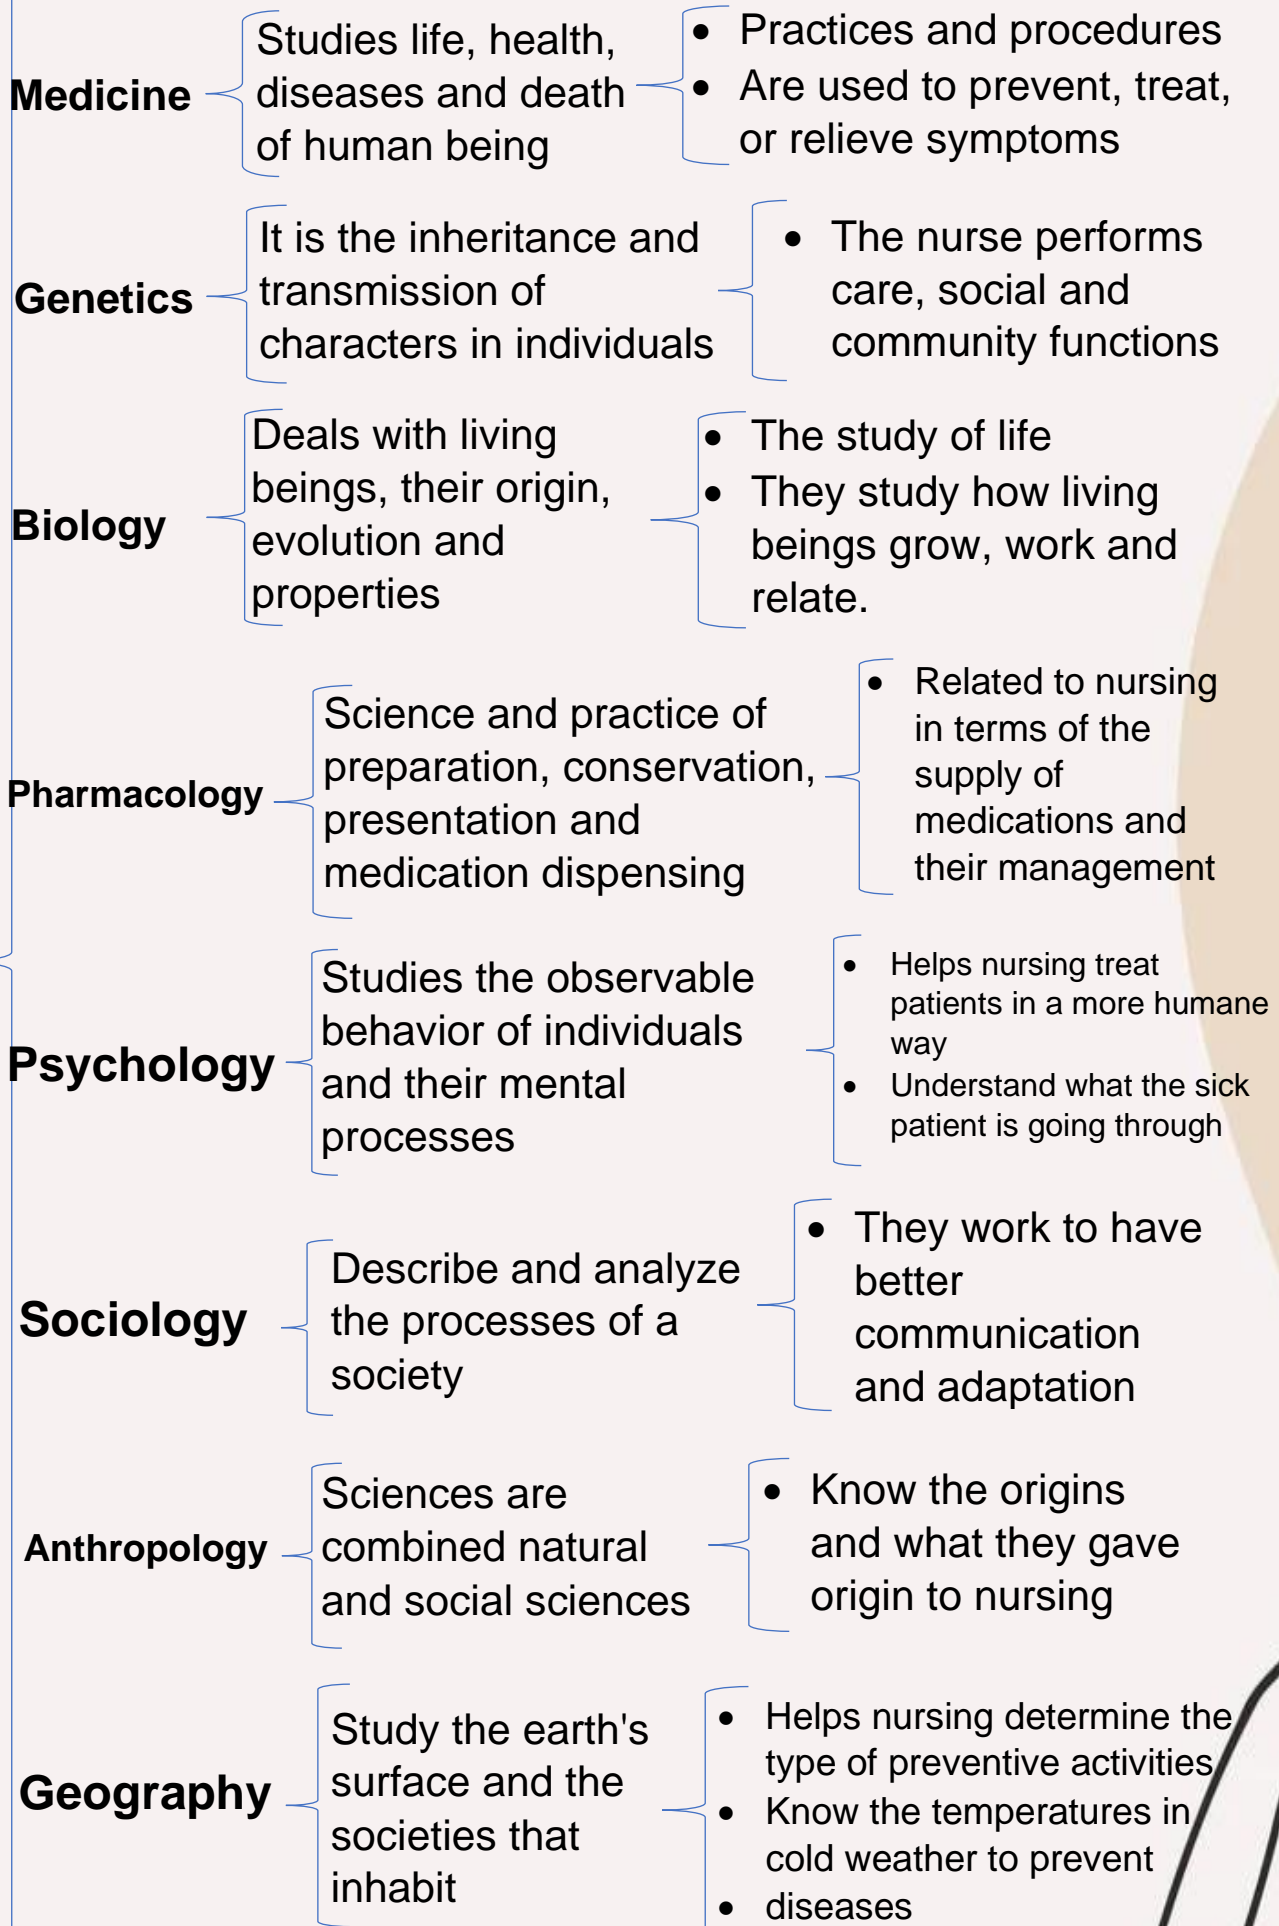 Medicine
Studies life, health,
diseases and death
of human being
• Practices and procedures
• Are used to prevent, treat,
or relieve symptoms
Genetics
It is the inheritance and
transmission of
characters in individuals
• The nurse performs
care, social and
community functions
Biology
Deals with living
beings, their origin,
evolution and
properties
• The study of life
• They study how living
beings grow, work and
relate.
Pharmacology
Science and practice of
preparation, conservation,
presentation and
medication dispensing
• Related to nursing
in terms of the
supply of
medications and
their management
Psychology
Studies the observable
behavior of individuals
and their mental
processes
• Helps nursing treat
patients in a more humane
way
• Understand what the sick
patient is going through
Sociology
Describe and analyze
the processes of a
society
• They work to have
better
communication
and adaptation
Anthropology
Sciences are
combined natural
and social sciences
• Know the origins
and what they gave
origin to nursing
Geography
Study the earth's
surface and the
societies that
inhabit
• Helps nursing determine the
type of preventive activities
• Know the temperatures in
cold weather to prevent
• diseases